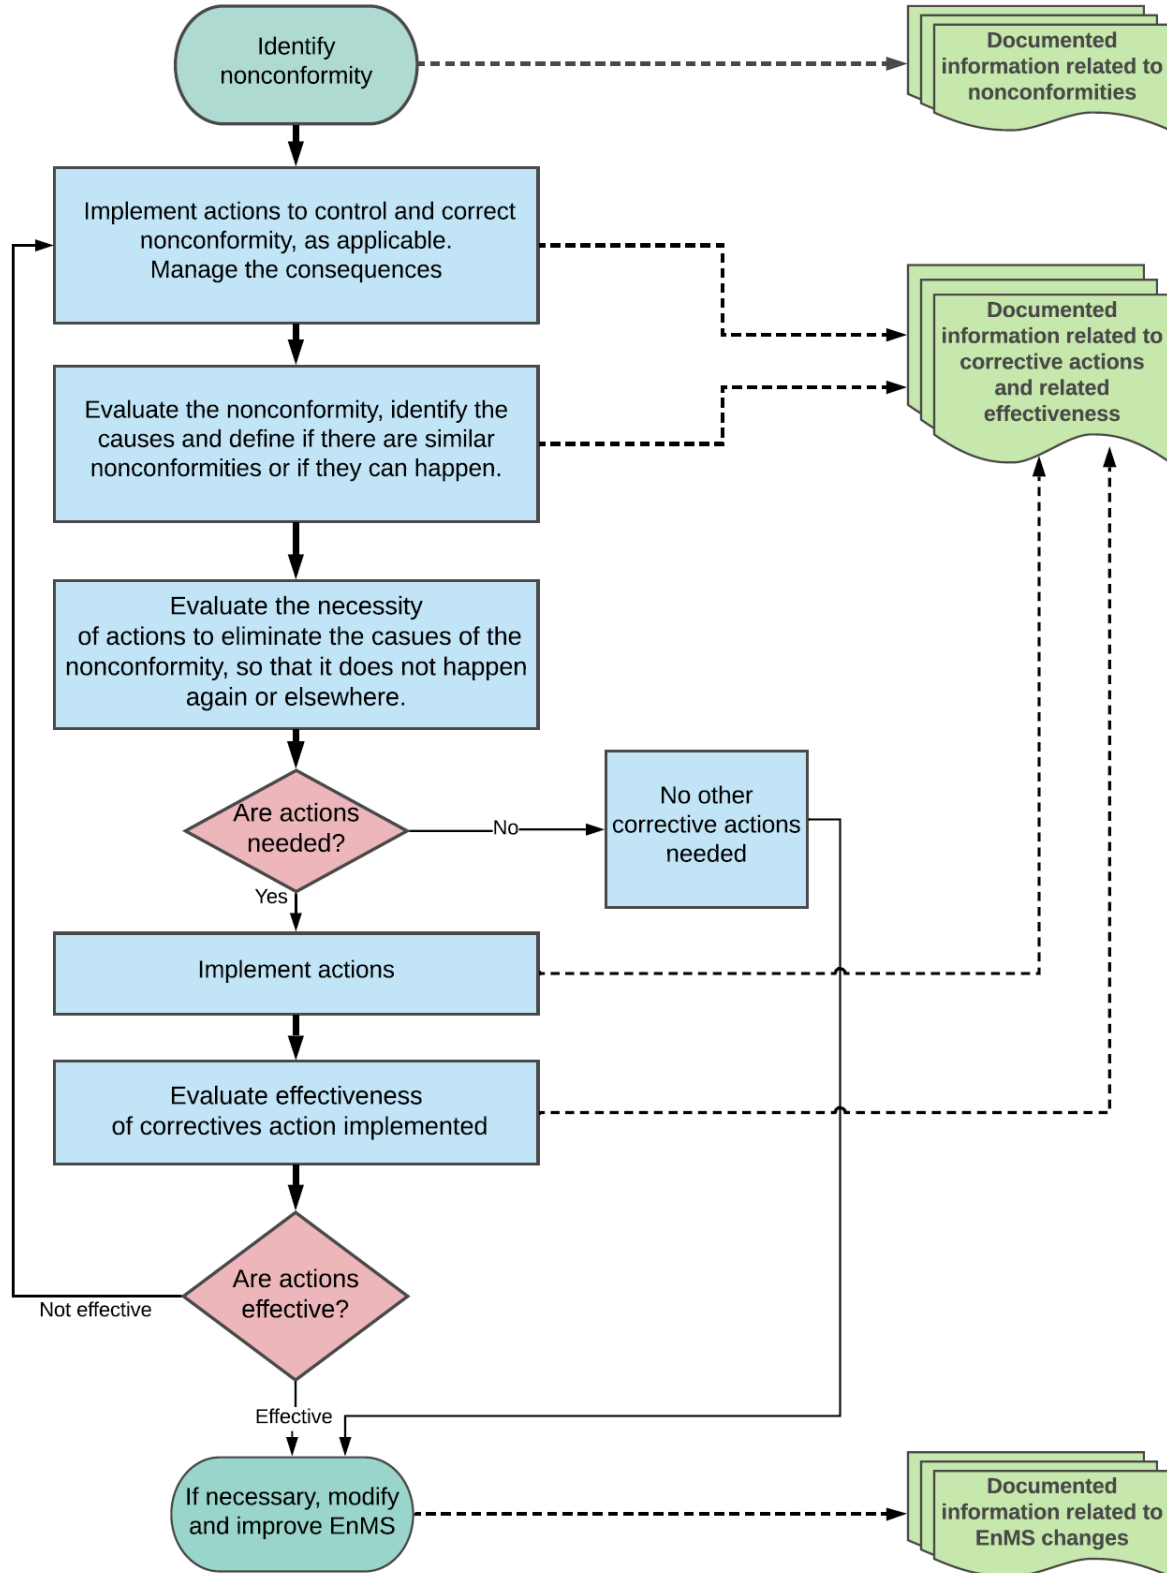 Identify
nonconformity
Documented
information related to
nonconformities
Implement actions to control and correct
nonconformity, as applicable.
Manage the consequences
Documented
information related to
corrective actions
and related
effectiveness
Evaluate the nonconformity, identify the
causes and define if there are similar
nonconformities or if they can happen.
Evaluate the necessity
of actions to eliminate the casues of the
nonconformity, so that it does not happen
again or elsewhere.
Are actions
needed?
No
No other
corrective actions
needed
Yes
Implement actions
Evaluate effectiveness
of correctives action implemented
Are actions
effective?
Not effective
Effective
If necessary, modify
and improve EnMS
Documented
information related to
EnMS changes